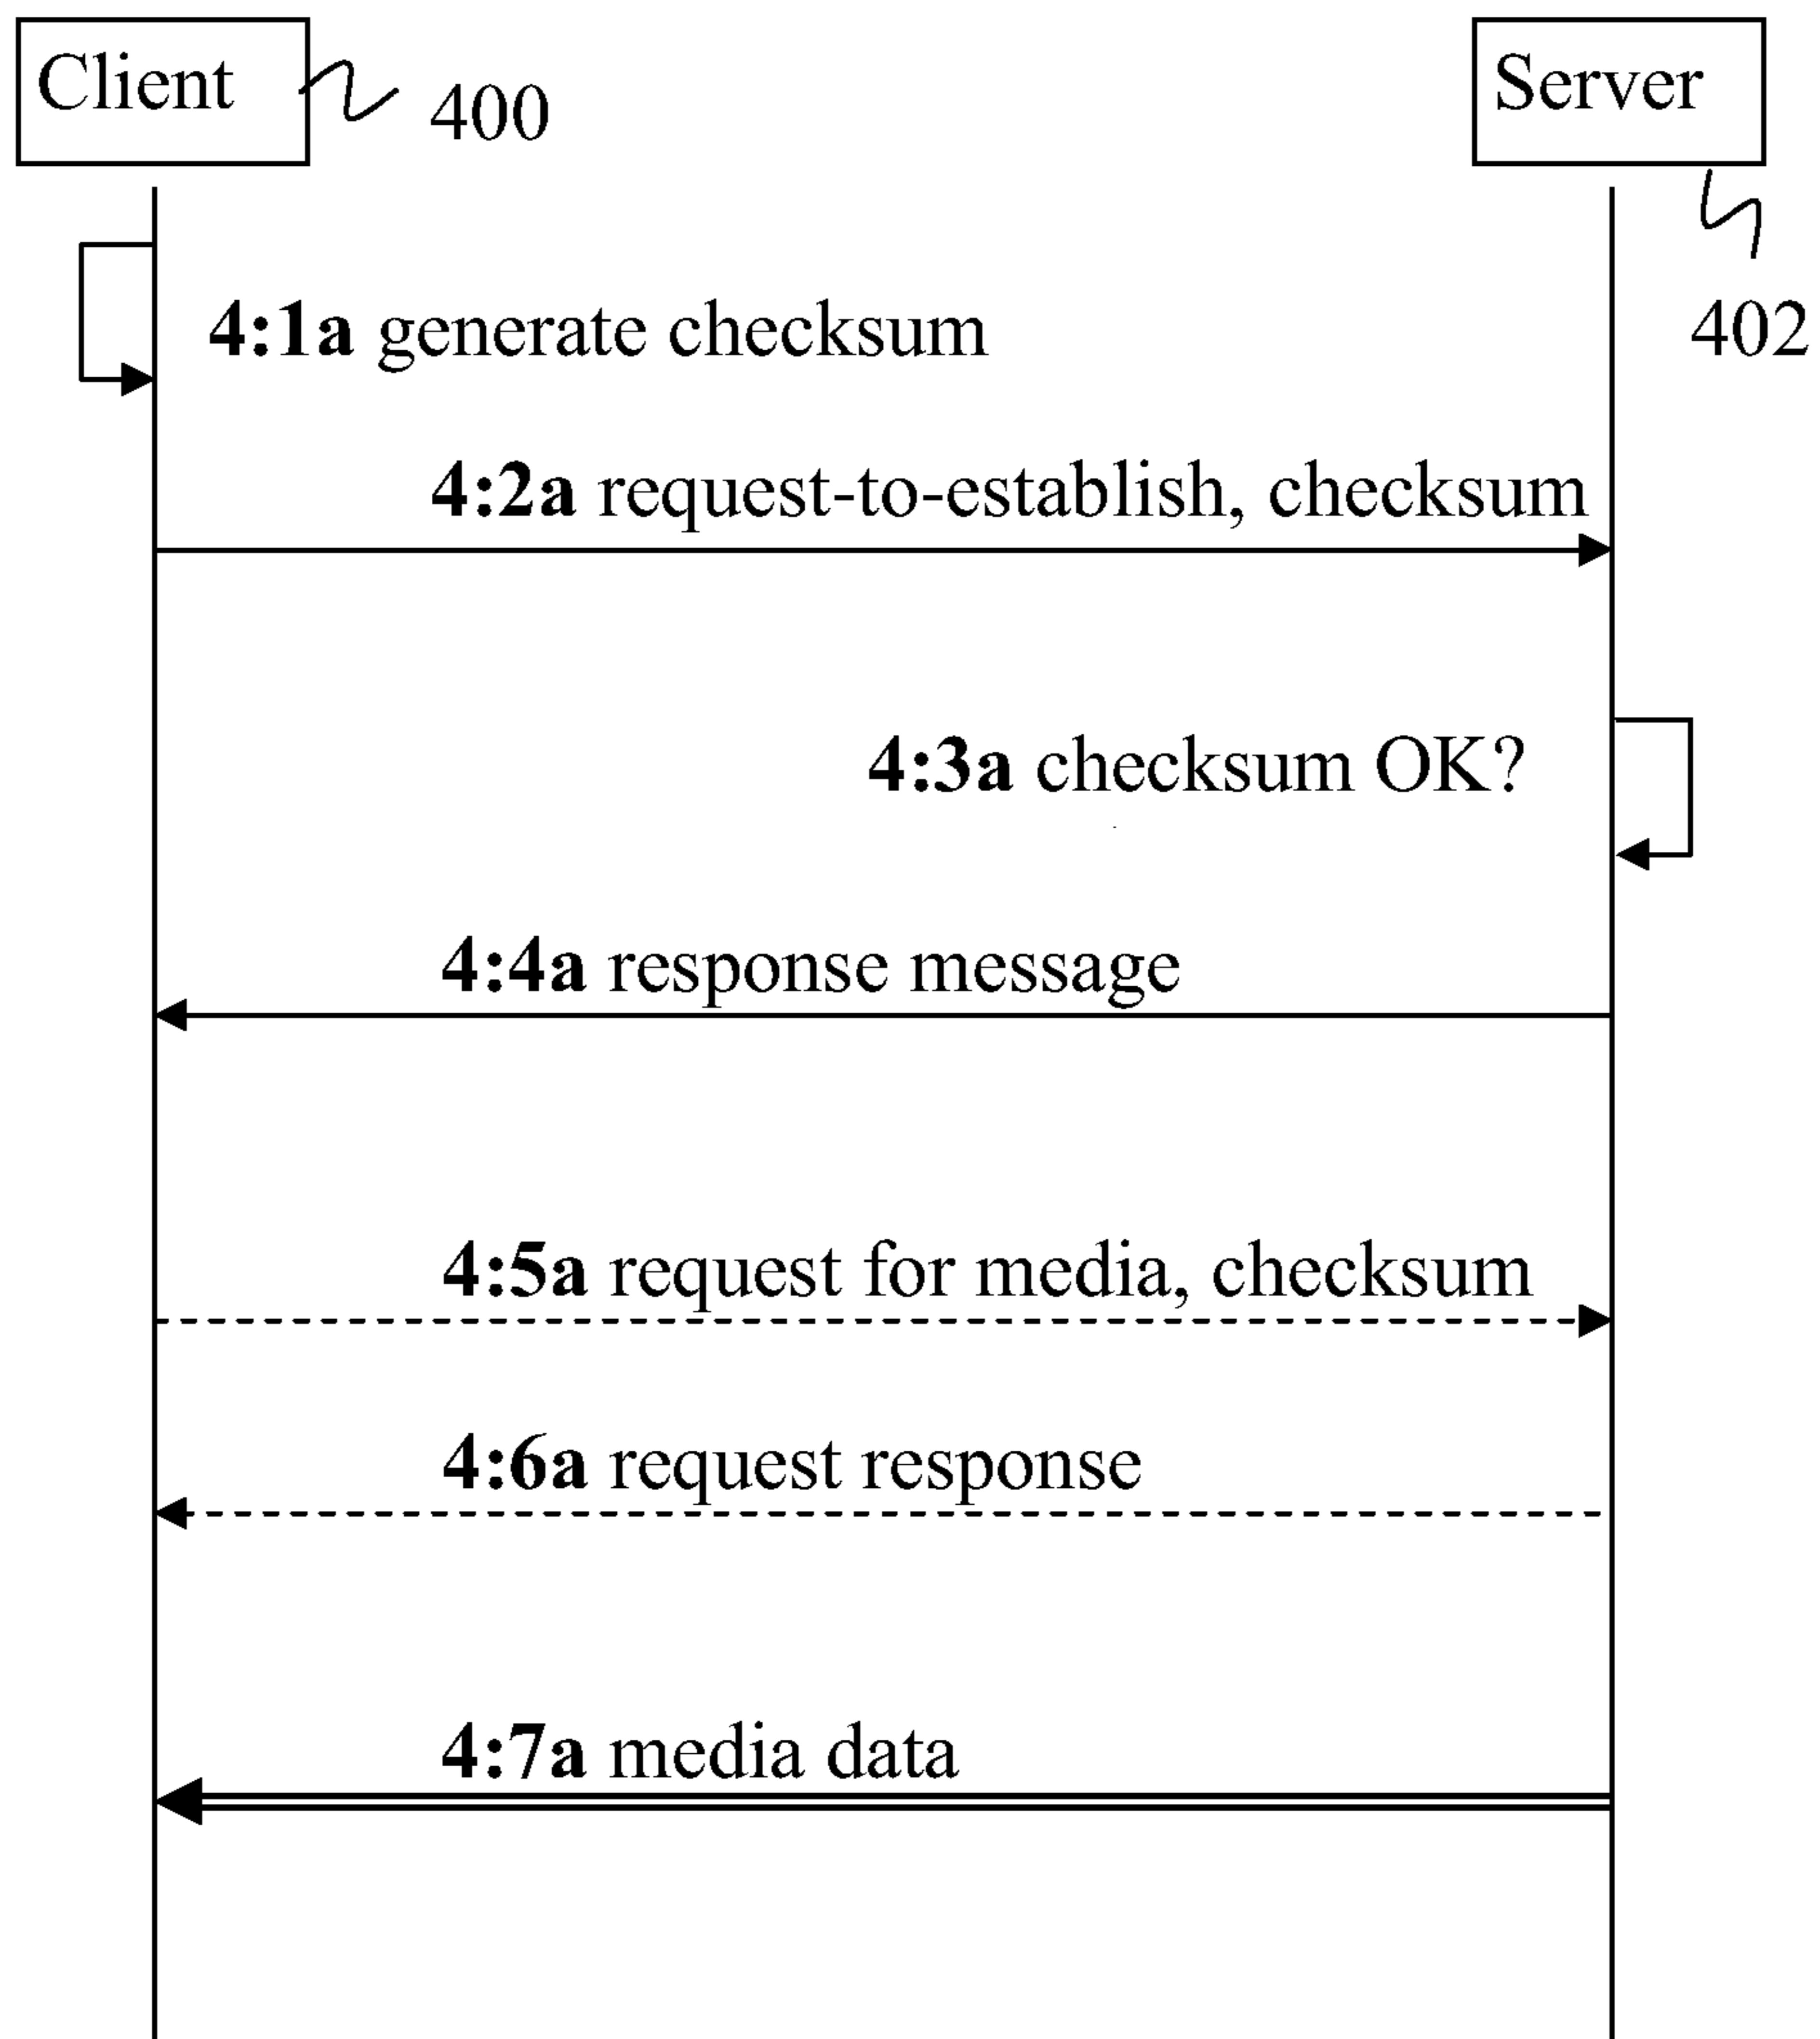 Client
Server
400
402
4:1a generate checksum
4:2a request-to-establish, checksum
4:3a checksum OK?
4:4a response message
4:5a request for media, checksum
4:6a request response
4:7a media data